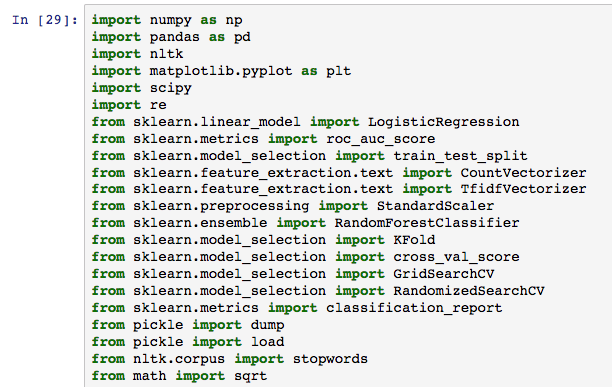 In [29]: import numpy as np
import pandas as pd
import nltk
import matplotlib.pyplot as plt
import scipy
import re
from sklearn.linear_model import LogisticRegression
from sklearn.metrics import roc_auc_score
from sklearn.model_selection import train_test_split
from sklearn.feature_extraction.text import CountVectorizer
from sklearn.feature_extraction.text import TfidfVectorizer
from sklearn.preprocessing import StandardScaler
from sklearn.ensemble import RandomForestClassifier
from sklearn.model_selection import KFold
from sklearn.model_selection import cross_val_score
from sklearn.model_selection import GridSearchCV
from sklearn.model_selection import RandomizedSearchCV
from sklearn.metrics import classification_report
from pickle import dump
from pickle import load
from nltk.corpus import stopwords
from math import sqrt